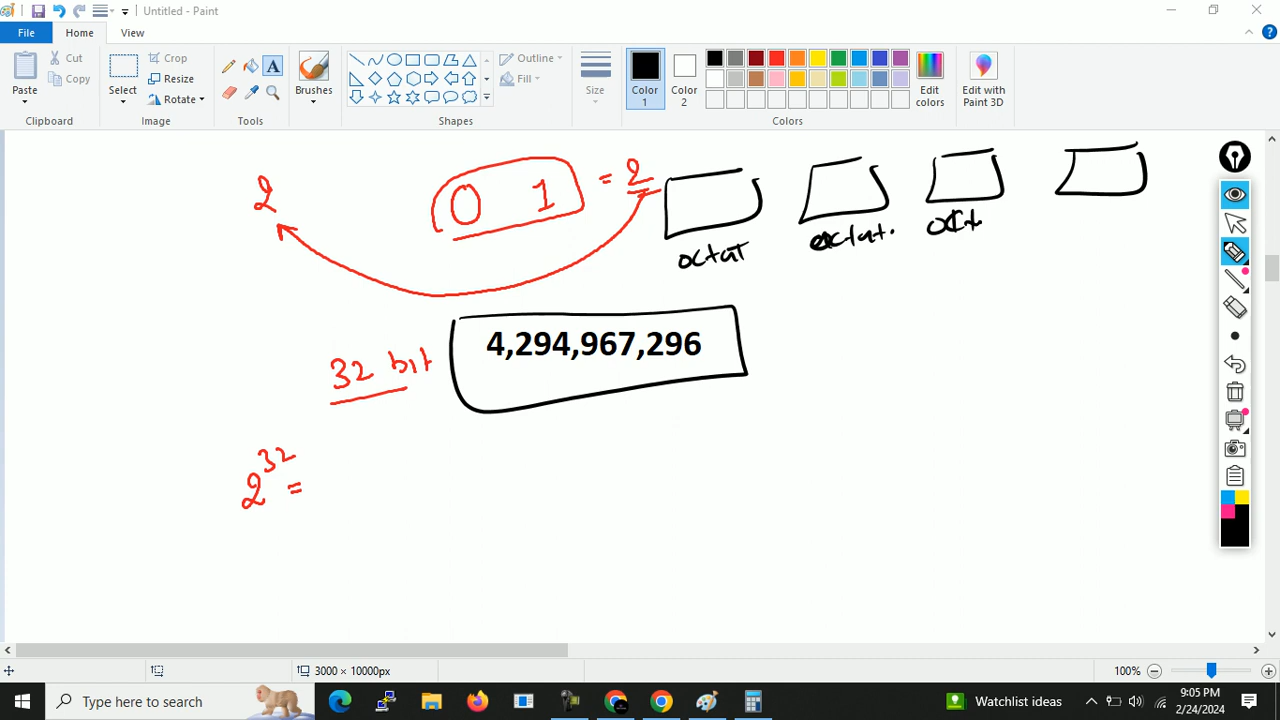 Untitled - Paint
File Home View
Paste
Cut
Copy
Clipboard
Select
Crop
Resize
Rotate
Image
A
Tools
Brushes
Shapes
Outline
Fill
Size
Color 1
Color 2
Edit colors
Colors
Edit with Paint 3D
2
0 1 = 2
octat
octat.
32 bit
4,294,967,296
2^32 =
3000 × 10000px
100%
Type here to search
Watchlist ideas
9:05 PM
2/24/2024